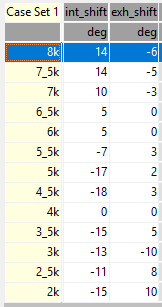 Case Set 1 int_shift exh_shift
deg deg
8k 14 -6
7_5k 14 -5
7k 10 -3
6_5k 5 0
6k 5 0
5_5k -7 3
5k -17 2
4_5k -18 3
4k 0 0
3_5k -15 5
3k -13 -10
2_5k -11 8
2k -15 10